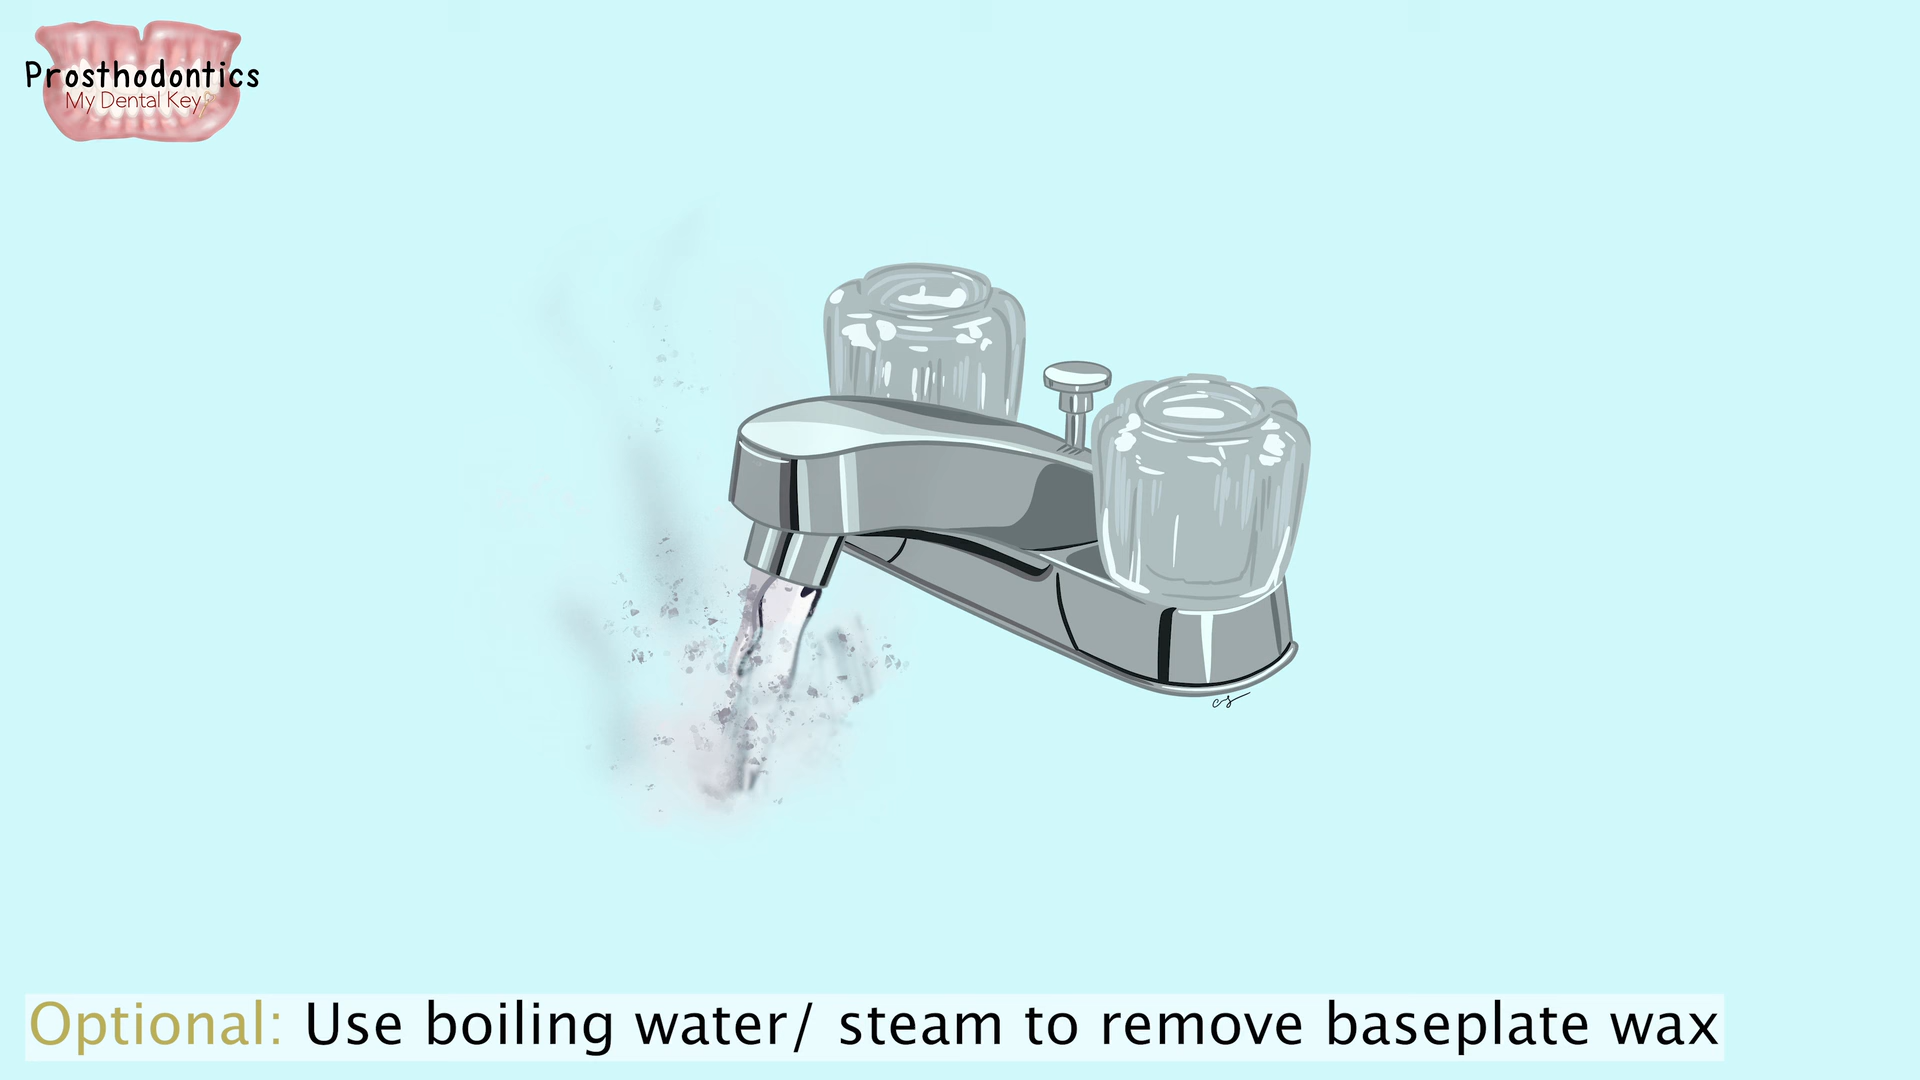 Prosthodontics
My Dental Key
Optional: Use boiling water/ steam to remove baseplate wax